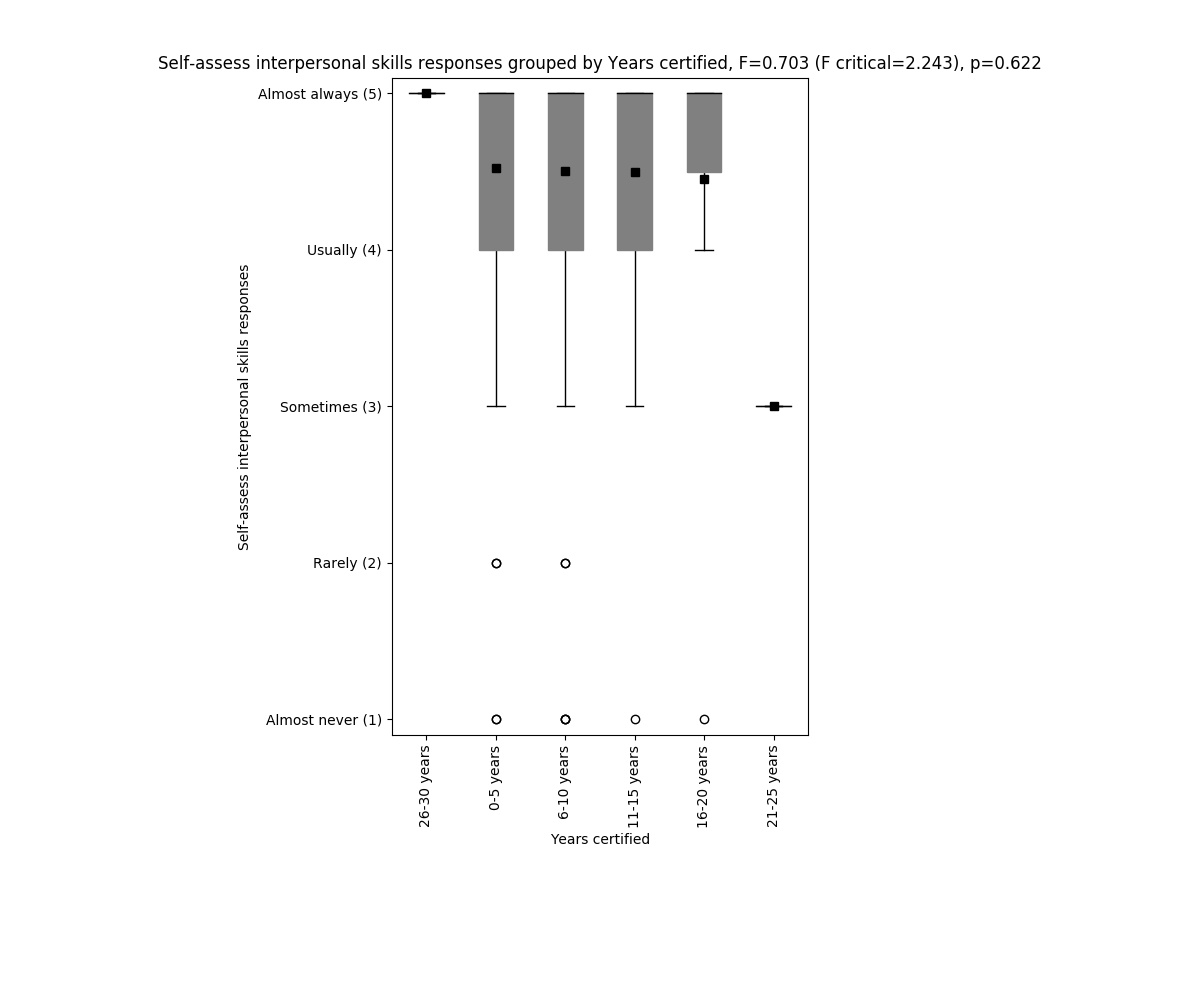 Self-assess interpersonal skills responses grouped by Years certified, F=0.703 (F critical=2.243), p=0.622
Almost always (5)
Usually (4)
Sometimes (3)
Rarely (2)
Almost never (1)
Self-assess interpersonal skills responses
26-30 years
0-5 years
6-10 years
11-15 years
16-20 years
21-25 years
Years certified